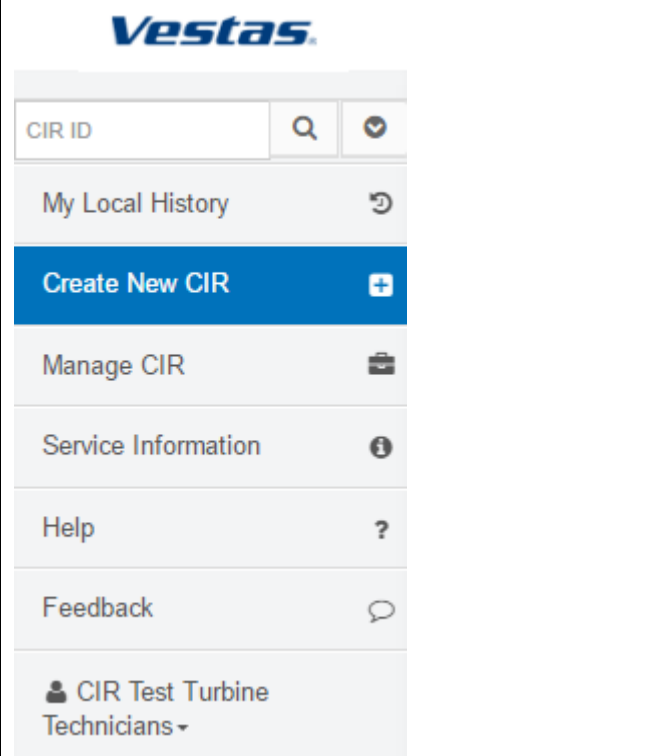 Vestas.
CIR ID
My Local History
Create New CIR
Manage CIR
Service Information
Help
?
Feedback
CIR Test Turbine
Technicians